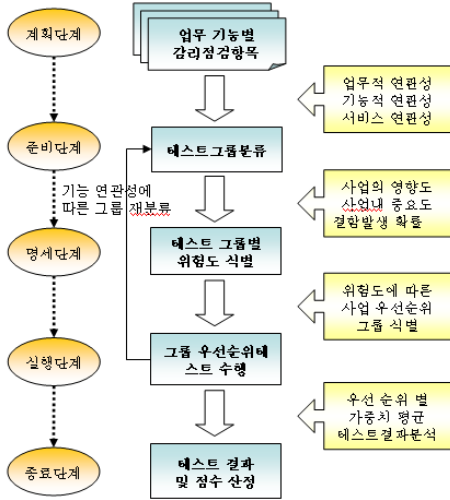 계획단계
준비단계
명세단계
실행단계
종료단계
기능 연관성에
따른 그룹 재분류
업무 기능별
감리점검항목
테스트그룹분류
테스트 그룹별
위험도 식별
그룹 우선순위테
스트 수행
테스트 결과
및 점수 산정
업무적 연관성
기능적 연관성
서비스 연관성
사업의 영향도
사업내 중요도
결함발생 확률
위험도에 따른
사업 우선순위
그룹 식별
우선 순위 별
가중치 평균
테스트결과분석